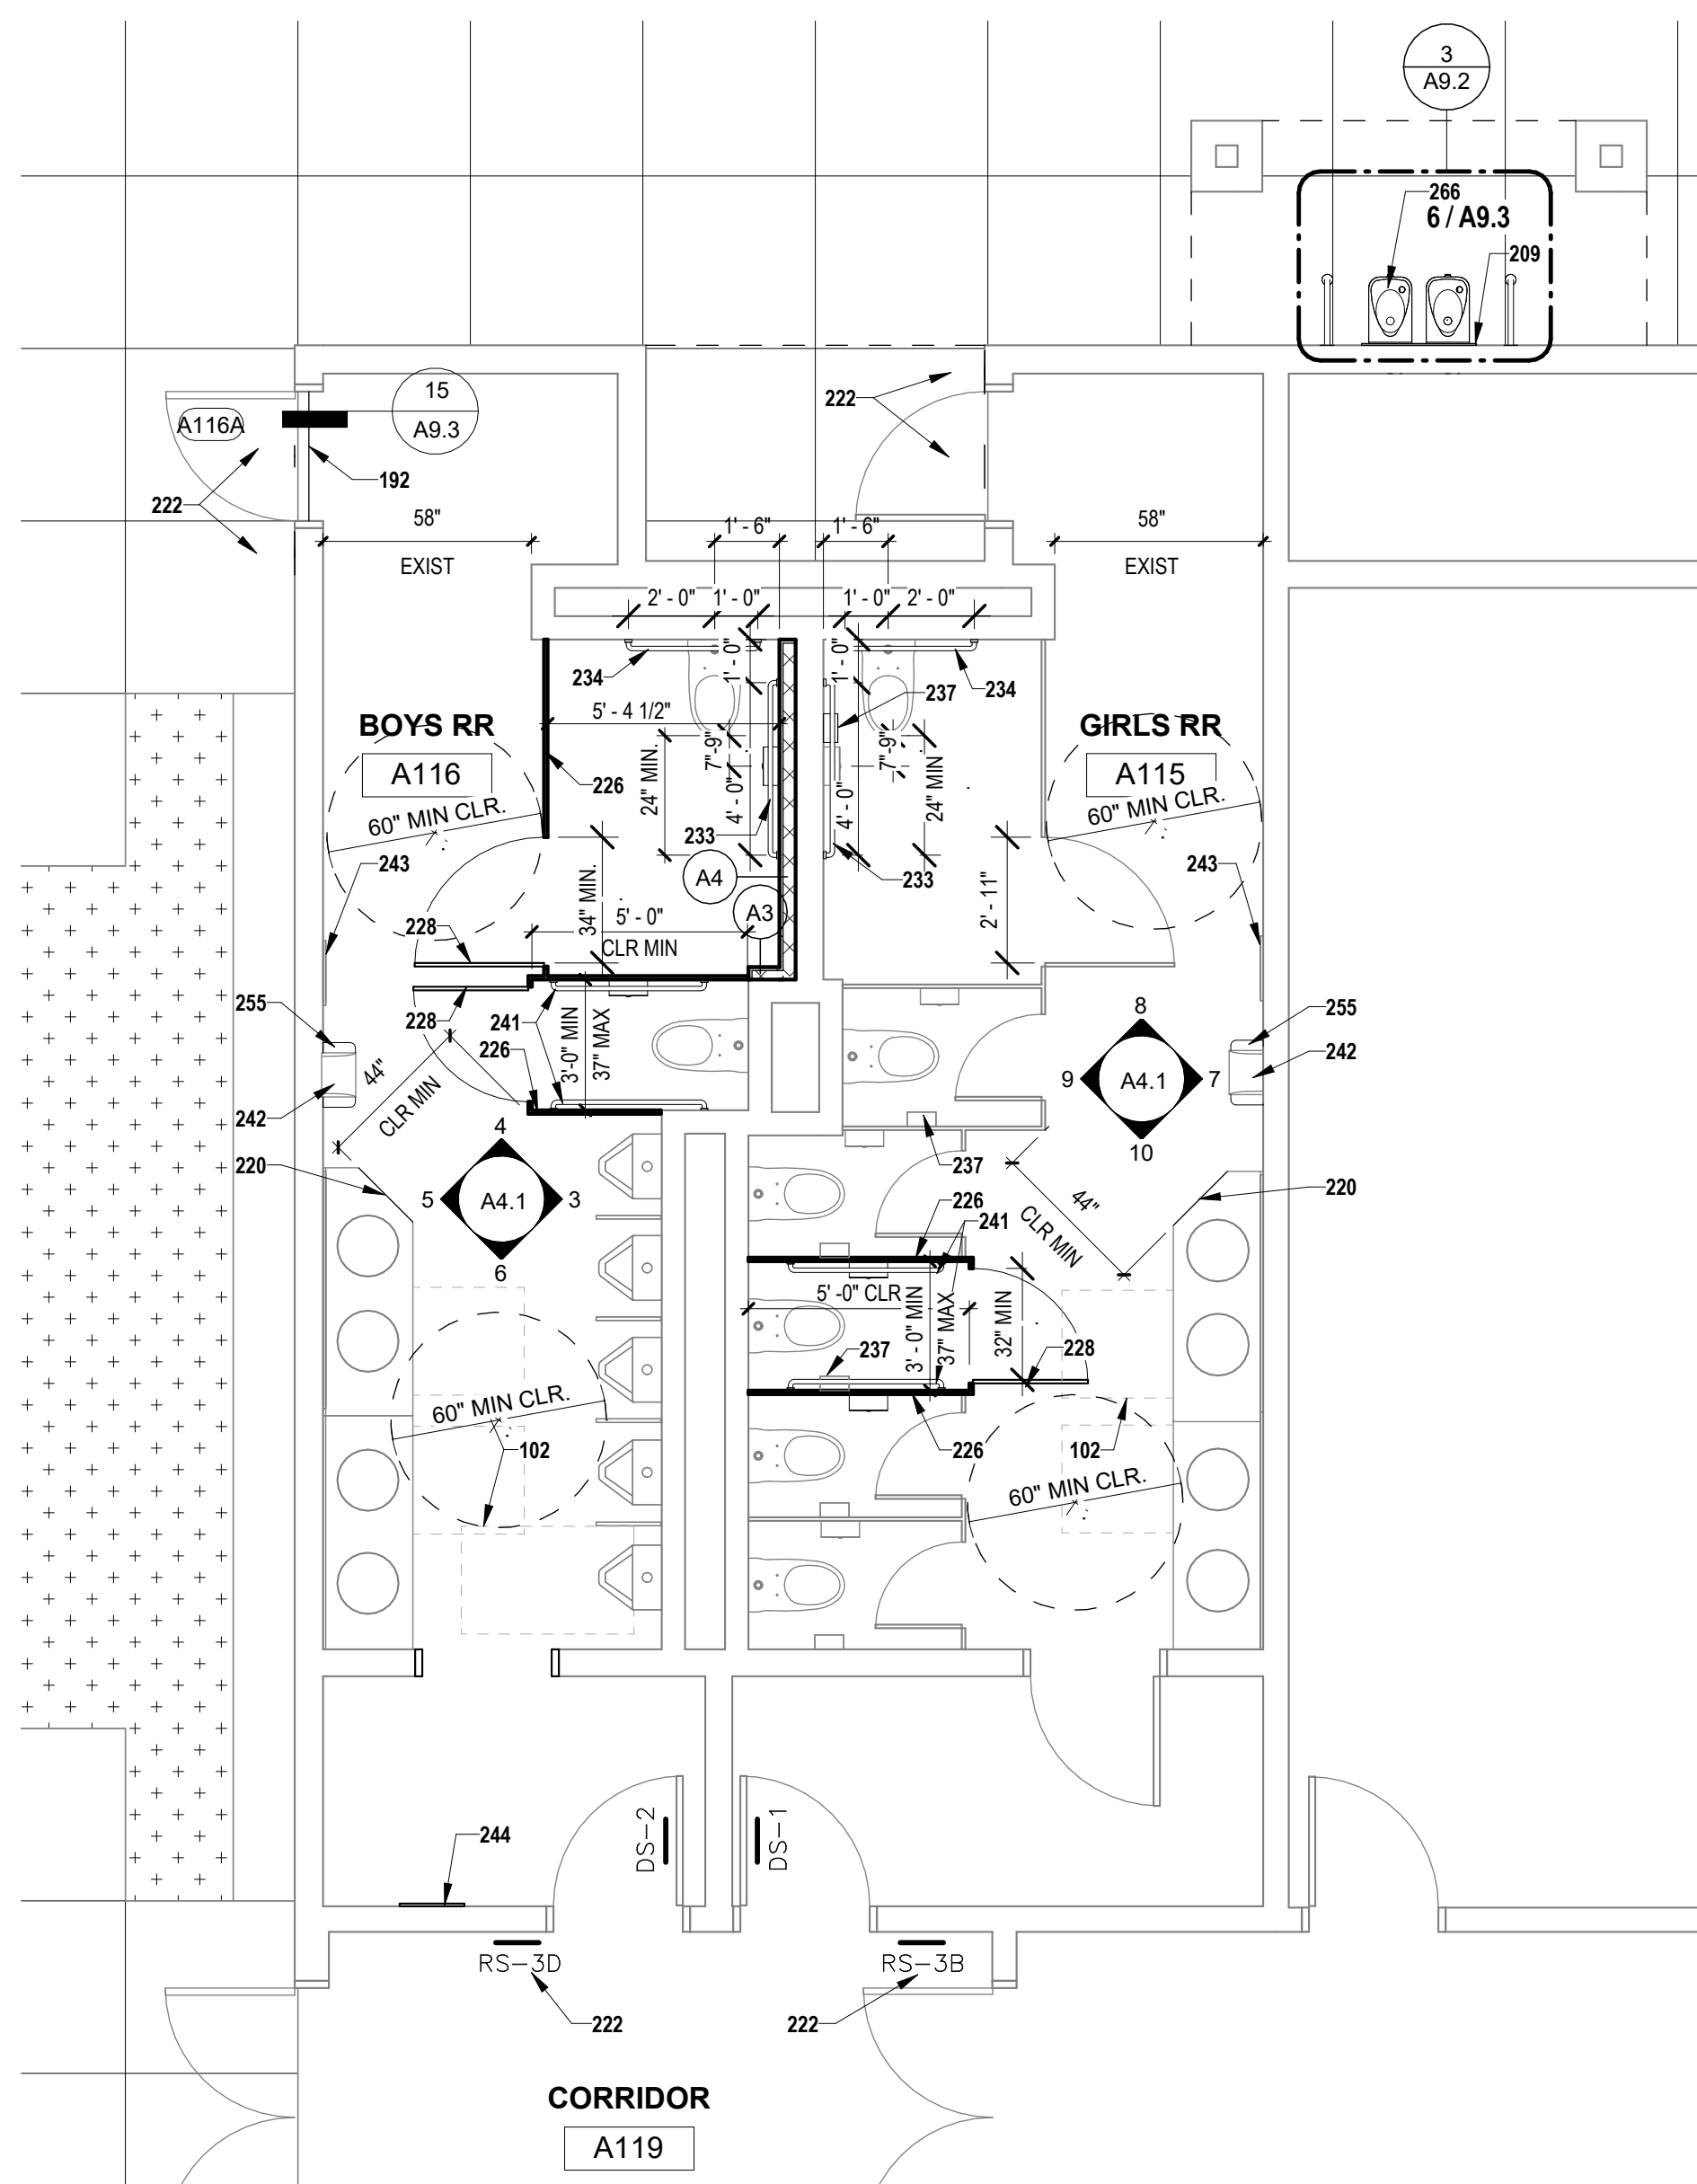 3
A9.2
266
6 / A9.3
209
15
A9.3
A116A
222
192
222
58"
EXIST
1' - 6"
1' - 6"
58"
EXIST
2' - 0"
1' - 0"
1' - 0"
2' - 0"
234
1' - 0"
1' - 0"
237
234
BOYS RR
A116
5' - 4 1/2"
GIRLS RR
A115
7"-9"
7"-9"
226
24" MIN.
4' - 0"
4' - 0"
24" MIN
60" MIN CLR.
60" MIN CLR.
233
233
243
A4
243
34" MIN.
2' - 11"
A3
228
5' - 0"
CLR MIN
255
228
241
226
3'-0" MIN
37" MAX
8
9
A4.1
7
10
255
242
44"
CLR MIN
242
220
4
5
A4.1
3
6
237
226
241
44"
CLR MIN
220
5' -0" CLR
3' - 0" MIN
37" MAX
32" MIN
237
228
60" MIN CLR.
102
226
102
60" MIN CLR.
244
DS-2
DS-1
RS-3D
RS-3B
222
222
CORRIDOR
A119